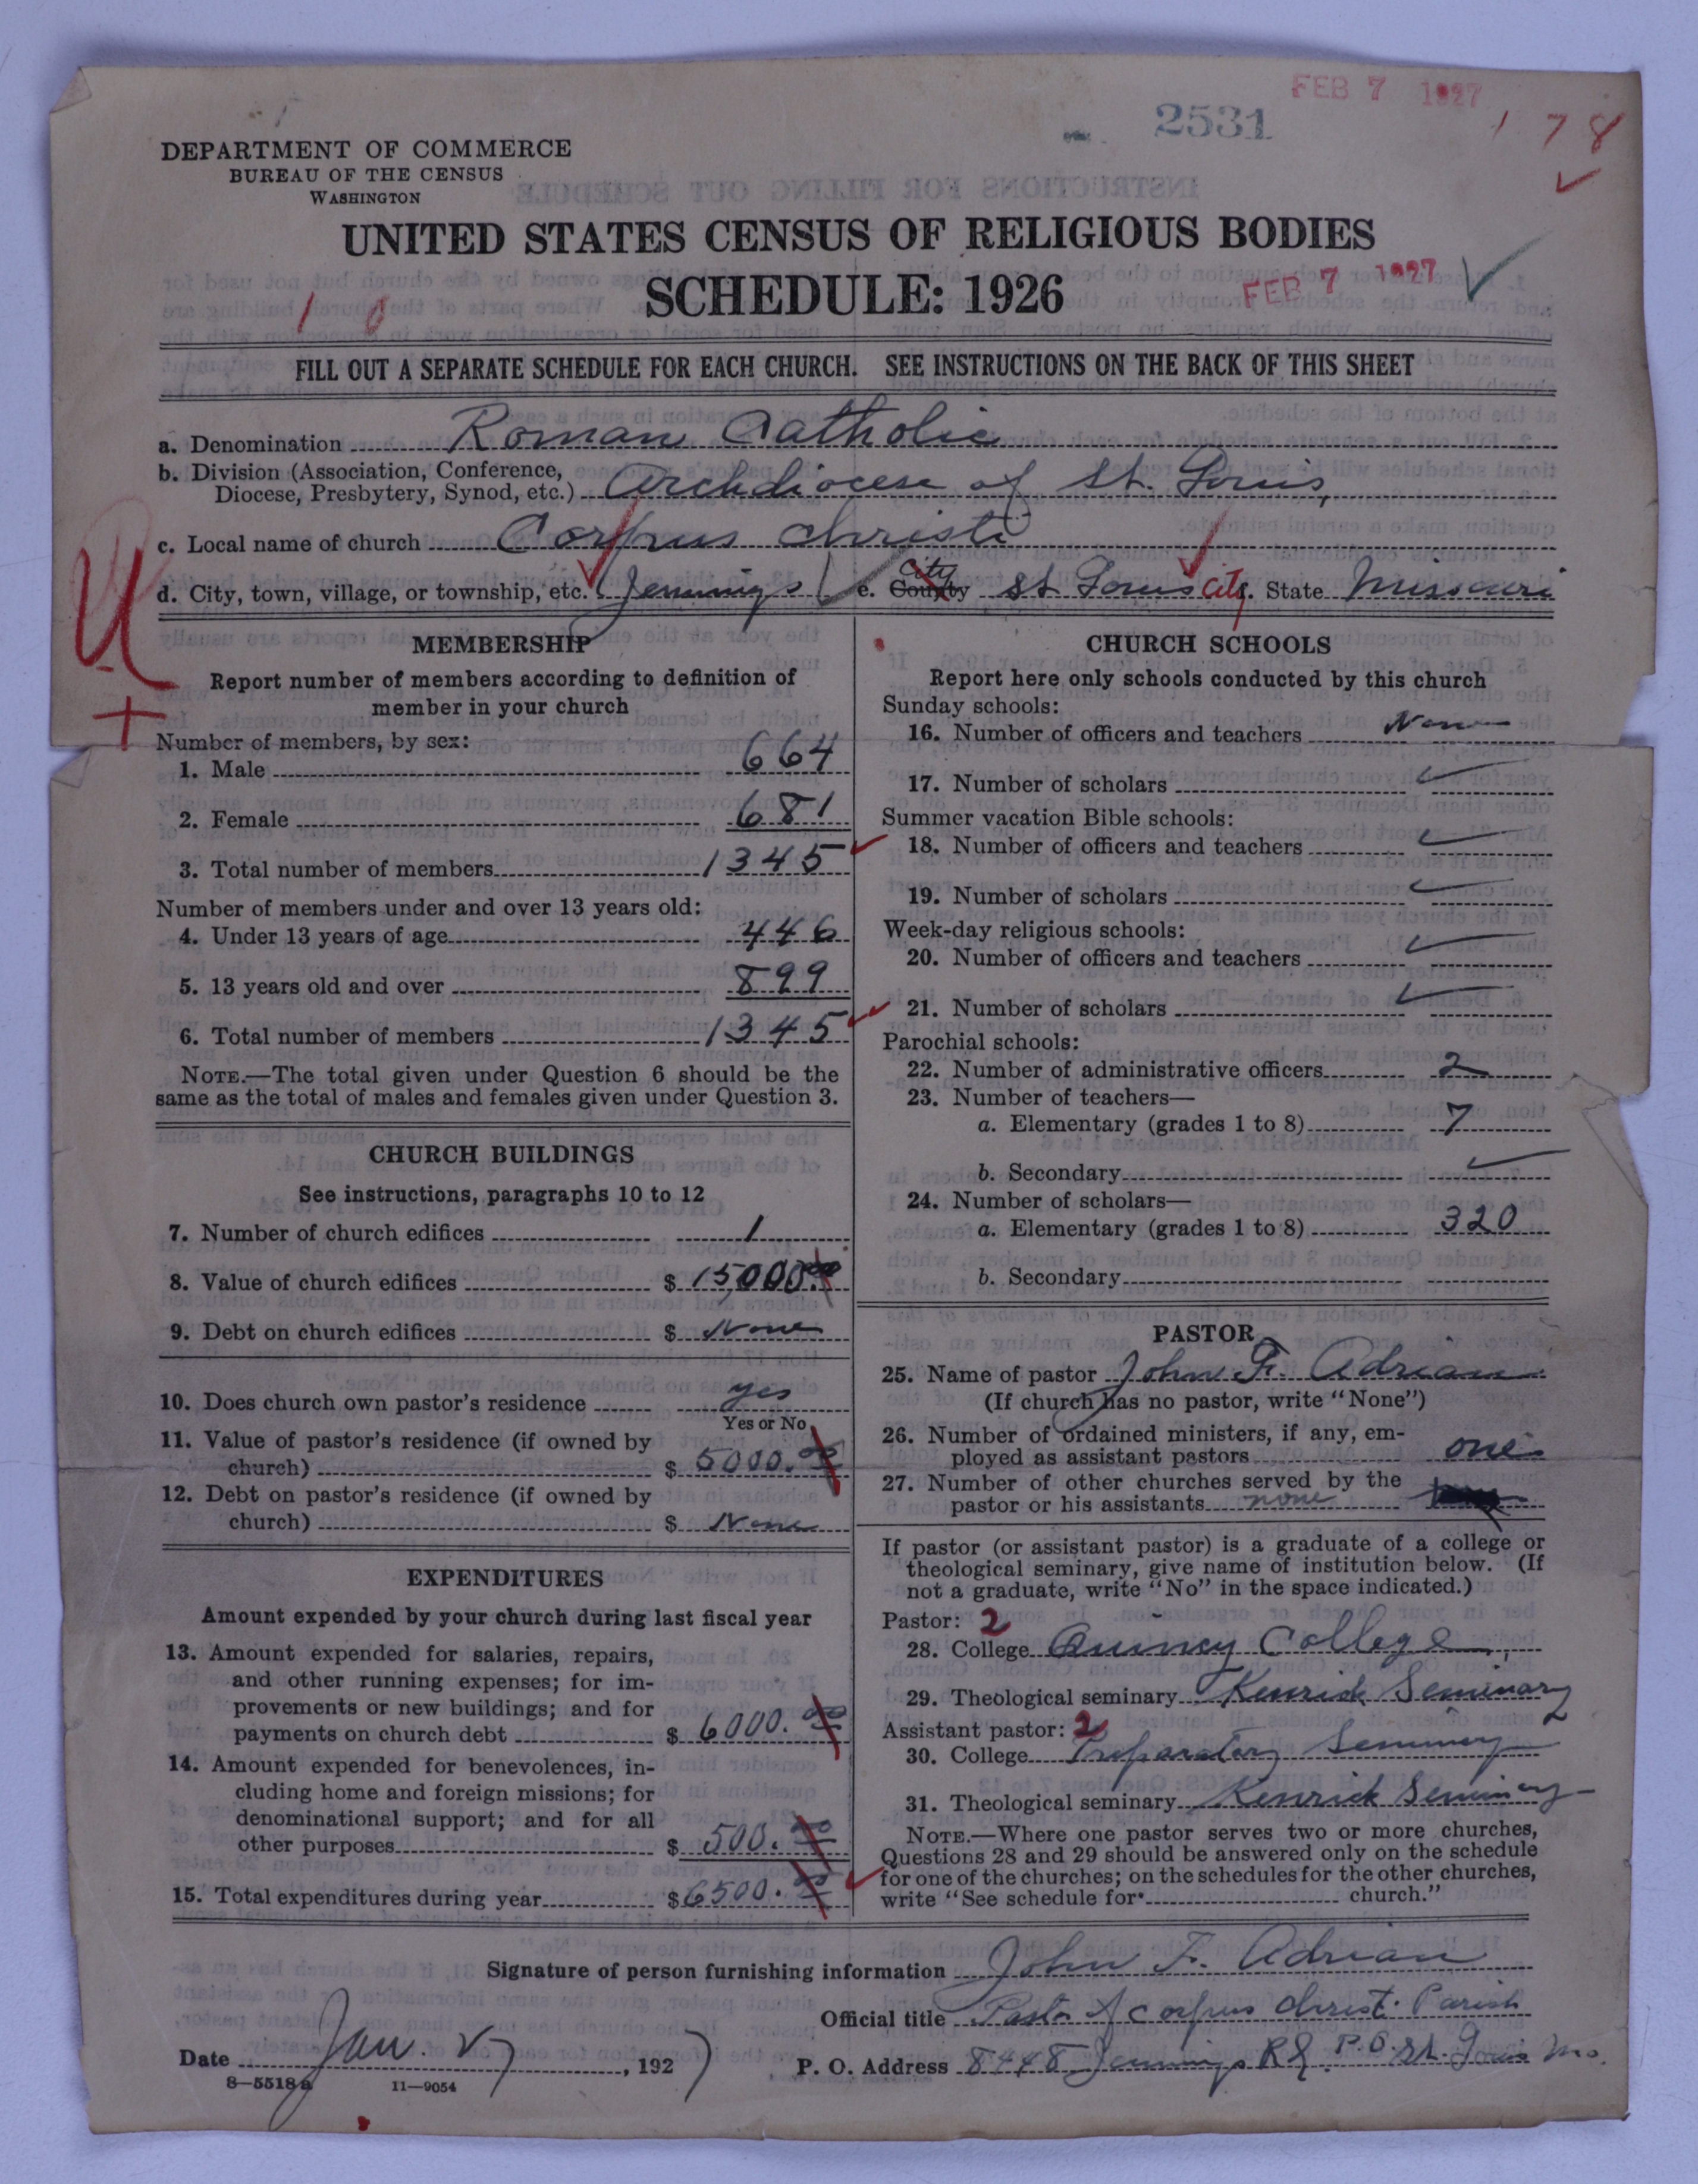 FEB 7 1927
2531
1 7 8
DEPARTMENT OF COMMERCE
BUREAU OF THE CENSUS
WASHINGTON
UNITED STATES CENSUS OF RELIGIOUS BODIES
SCHEDULE: 1926
FEB 7 1927
1 0
FILL OUT A SEPARATE SCHEDULE FOR EACH CHURCH. SEE INSTRUCTIONS ON THE BACK OF THIS SHEET
a. Denomination Roman Catholic
b. Division (Association, Conference,
Diocese, Presbytery, Synod, etc.) Archdiocese of St. Louis,
c. Local name of church Corpus Christi
d. City, town, village, or township, etc. Jennings e. County City St Louis City. State Missouri
U
+
MEMBERSHIP
Report number of members according to definition of
member in your church
Number of members, by sex:
1. Male 664
2. Female 681
3. Total number of members 1345
Number of members under and over 13 years old:
4. Under 13 years of age 446
5. 13 years old and over 899
6. Total number of members 1345
NOTE.—The total given under Question 6 should be the
same as the total of males and females given under Question 3.
CHURCH BUILDINGS
See instructions, paragraphs 10 to 12
7. Number of church edifices 1
8. Value of church edifices $ 15,000.00
9. Debt on church edifices $ None
10. Does church own pastor's residence yes
Yes or No
11. Value of pastor's residence (if owned by
church) $ 5000.00
12. Debt on pastor's residence (if owned by
church) $ None
EXPENDITURES
Amount expended by your church during last fiscal year
13. Amount expended for salaries, repairs,
and other running expenses; for im-
provements or new buildings; and for
payments on church debt $ 6000.00
14. Amount expended for benevolences, in-
cluding home and foreign missions; for
denominational support; and for all
other purposes $ 500.00
15. Total expenditures during year $ 6500.00
CHURCH SCHOOLS
Report here only schools conducted by this church
Sunday schools:
16. Number of officers and teachers None
17. Number of scholars
Summer vacation Bible schools:
18. Number of officers and teachers
19. Number of scholars
Week-day religious schools:
20. Number of officers and teachers
21. Number of scholars
Parochial schools:
22. Number of administrative officers 2
23. Number of teachers—
a. Elementary (grades 1 to 8) 7
b. Secondary
24. Number of scholars—
a. Elementary (grades 1 to 8) 320
b. Secondary
PASTOR
25. Name of pastor John F. Adrian
(If church has no pastor, write "None")
26. Number of ordained ministers, if any, em-
ployed as assistant pastors one
27. Number of other churches served by the
pastor or his assistants none
If pastor (or assistant pastor) is a graduate of a college or
theological seminary, give name of institution below. (If
not a graduate, write "No" in the space indicated.)
Pastor: 2
28. College Quincy College
29. Theological seminary Kenrick Seminary
Assistant pastor: 2
30. College Preparatory Seminary
31. Theological seminary Kenrick Seminary
NOTE.—Where one pastor serves two or more churches,
Questions 28 and 29 should be answered only on the schedule
for one of the churches; on the schedules for the other churches,
write "See schedule for church."
Signature of person furnishing information John F. Adrian
Official title Pastor of Corpus Christi Parish
Date Jan. 27, 1927 P. O. Address 8448 Jennings Rd. P.O. St. Louis Mo.
8—5518a 11—9054